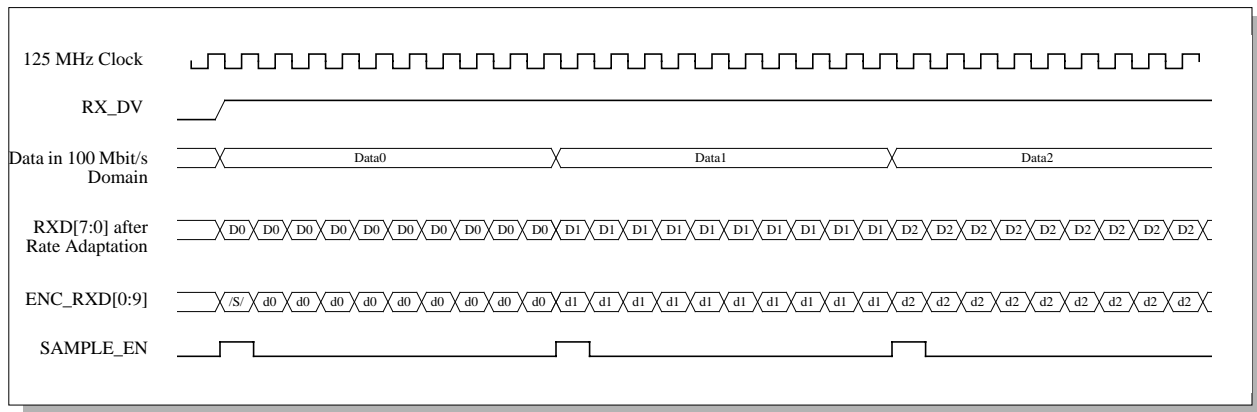 125 MHz Clock
RX_DV
Data in 100 Mbit/s
Domain
Data0 Data1 Data2
RXD[7:0] after
Rate Adaptation
D0 D0 D0 D0 D0 D0 D0 D0 D0 D0 D1 D1 D1 D1 D1 D1 D1 D1 D1 D1 D2 D2 D2 D2 D2 D2 D2 D2 D2
ENC_RXD[0:9] /S/ d0 d0 d0 d0 d0 d0 d0 d0 d0 d1 d1 d1 d1 d1 d1 d1 d1 d1 d1 d2 d2 d2 d2 d2 d2 d2 d2 d2
SAMPLE_EN